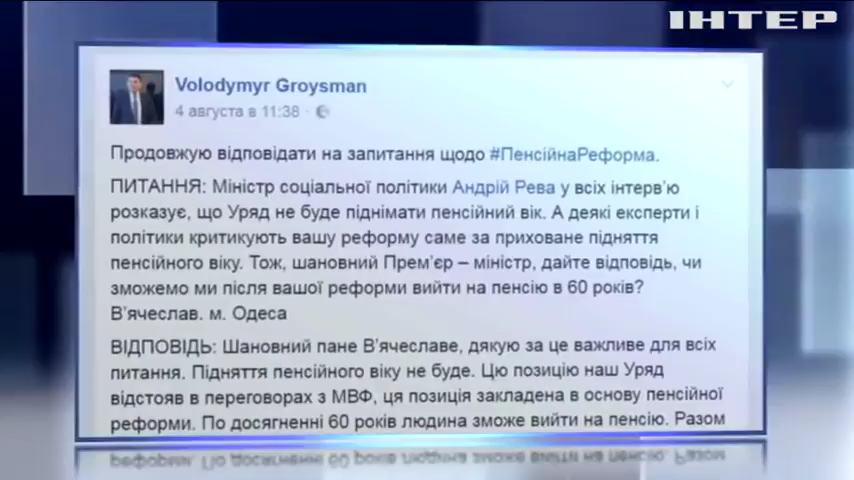 ІНТЕР
Volodymyr Groysman
4 августа в 11:38 ·
Продовжую відповідати на запитання щодо #ПенсійнаРеформа.
ПИТАННЯ: Міністр соціальної політики Андрій Рева у всіх інтерв'ю
розказує, що Уряд не буде піднімати пенсійний вік. А деякі експерти і
політики критикують вашу реформу саме за приховане підняття
пенсійного віку. Тож, шановний Прем'єр – міністр, дайте відповідь, чи
зможемо ми після вашої реформи вийти на пенсію в 60 років?
В'ячеслав. м. Одеса
ВІДПОВІДЬ: Шановний пане В'ячеславе, дякую за це важливе для всіх
питання. Підняття пенсійного віку не буде. Цю позицію наш Уряд
відстояв в переговорах з МВФ, ця позиція закладена в основу пенсійної
реформи. По досягненні 60 років людина зможе вийти на пенсію. Разом